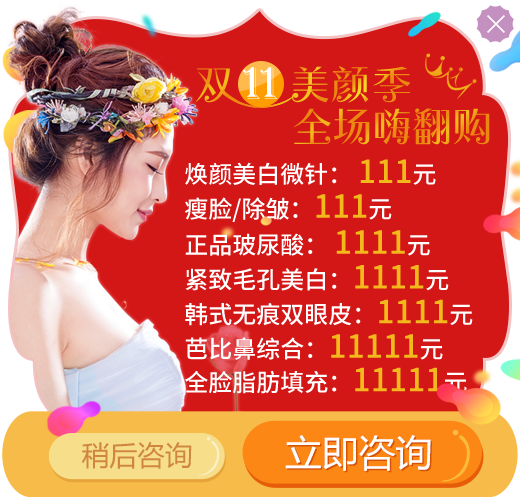 双11美颜季
全场嗨翻购
焕颜美白微针： 111元
瘦脸/除皱：111元
正品玻尿酸： 1111元
紧致毛孔美白：1111元
韩式无痕双眼皮：1111元
芭比鼻综合：11111元
全脸脂肪填充：11111元
稍后咨询
立即咨询